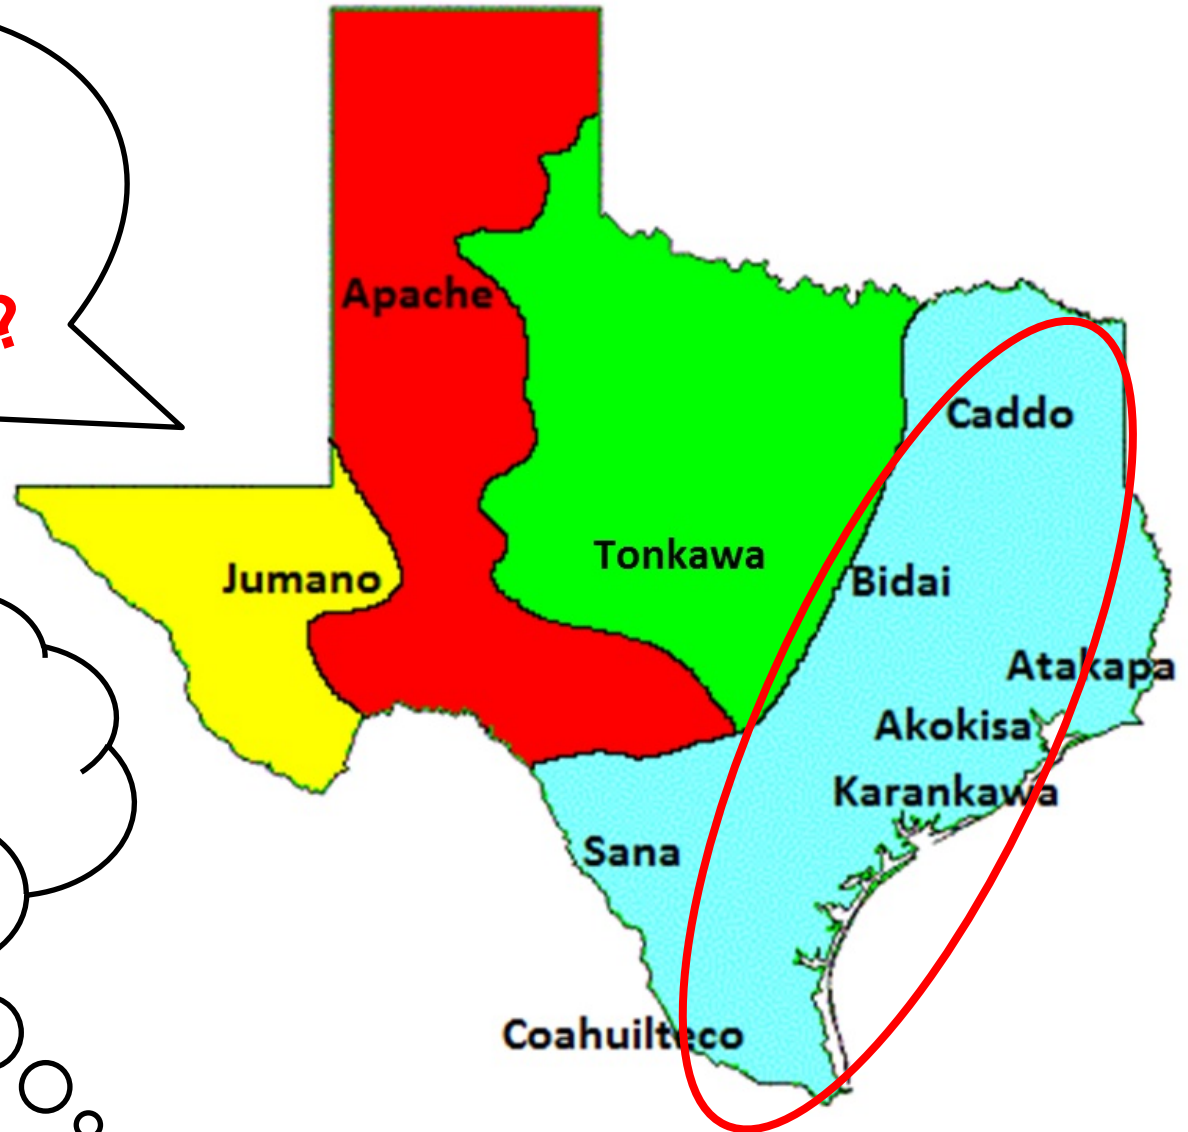 ?
Apache
Caddo
Tonkawa
Jumano
Bidai
Atakapa
Akokisa
Karankawa
Sana
Coahuilteco